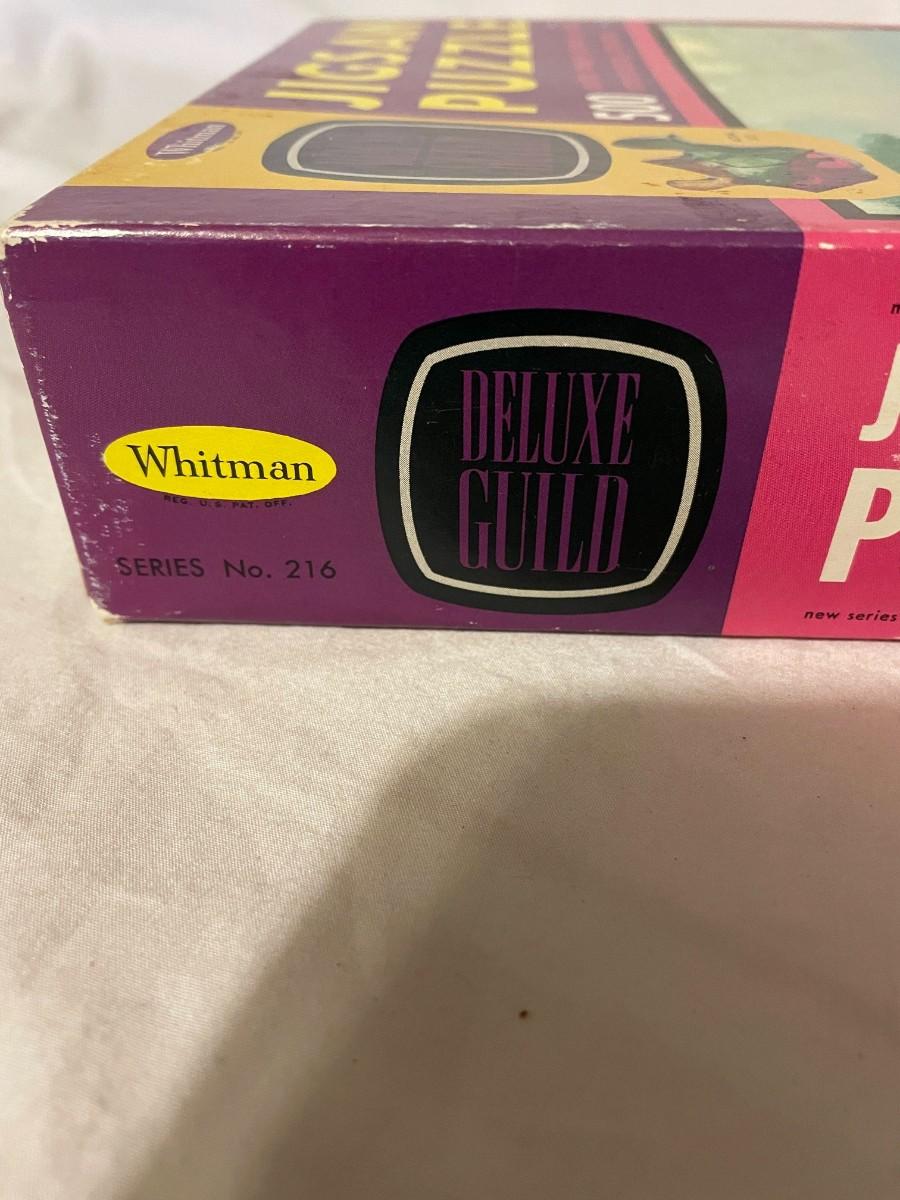 JIGSAW
PUZZLE
500
Whitman
DELUXE
GUILD
Whitman
REG. U.S. PAT. OFF.
SERIES No. 216
J
P
new series